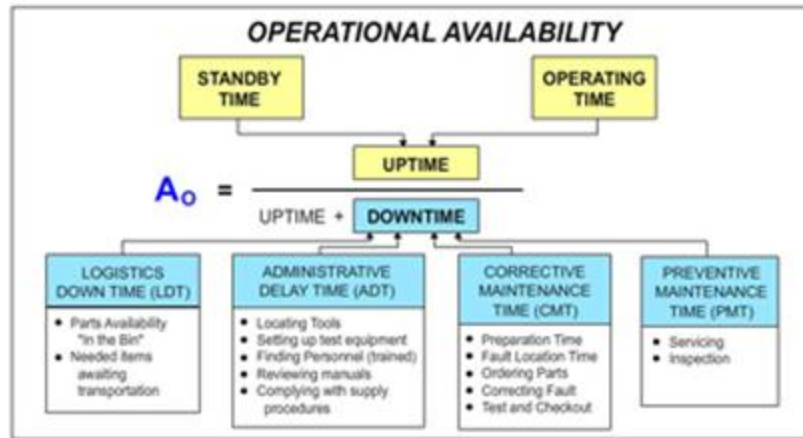 OPERATIONAL AVAILABILITY
STANDBY
TIME
OPERATING
TIME
UPTIME
Ao =
UPTIME + DOWNTIME
LOGISTICS
DOWN TIME (LDT)
• Parts Availability
"In the Bin"
• Needed items
awaiting
transportation
ADMINISTRATIVE
DELAY TIME (ADT)
• Locating Tools
• Setting up test equipment
• Finding Personnel (trained)
• Reviewing manuals
• Complying with supply
procedures
CORRECTIVE
MAINTENANCE
TIME (CMT)
• Preparation Time
• Fault Location Time
• Ordering Parts
• Correcting Fault
• Test and Checkout
PREVENTIVE
MAINTENANCE
TIME (PMT)
• Servicing
• Inspection